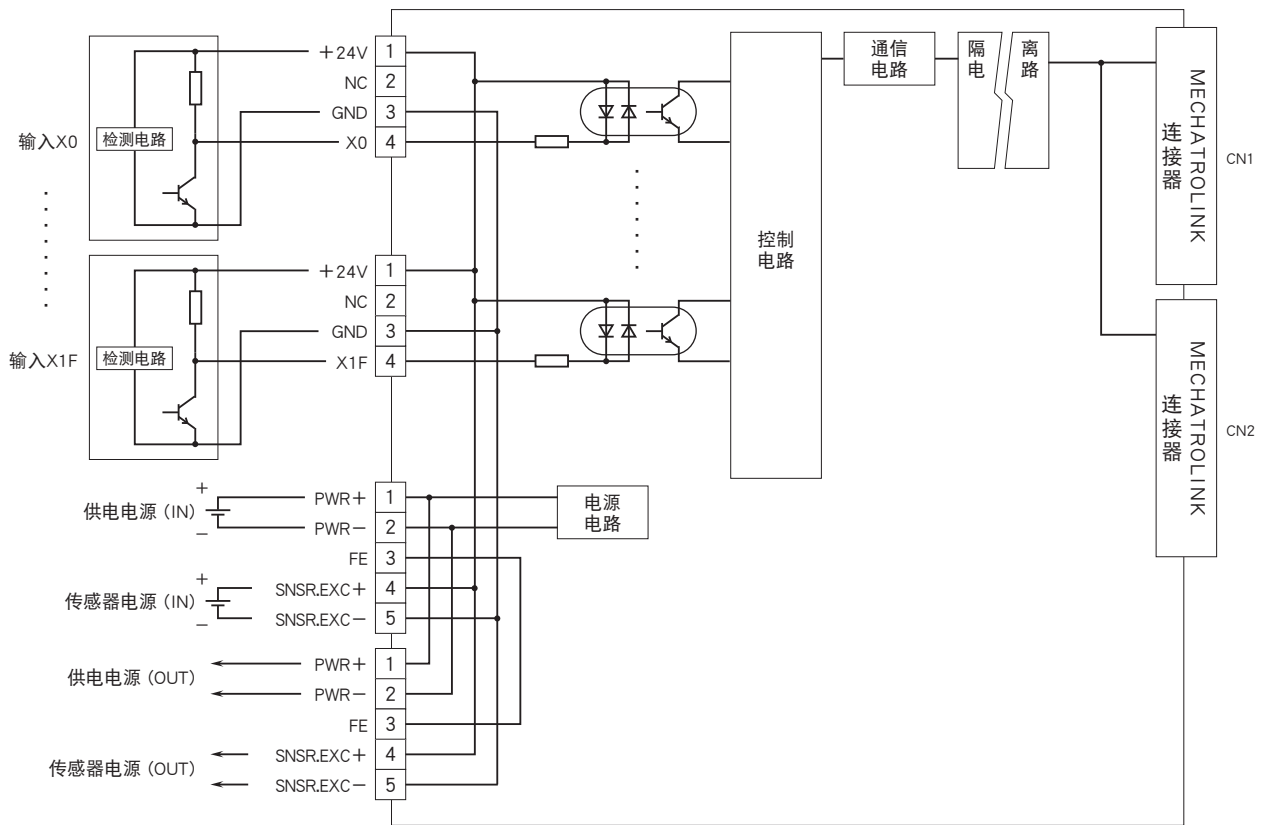 输入X0
检测电路
+24V 1
NC 2
GND 3
X0 4
输入X1F
检测电路
+24V 1
NC 2
GND 3
X1F 4
供电电源 (IN)
+
−
PWR+ 1
PWR− 2
FE 3
传感器电源 (IN)
+
−
SNSR.EXC+ 4
SNSR.EXC− 5
供电电源 (OUT)
PWR+ 1
PWR− 2
FE 3
传感器电源 (OUT)
SNSR.EXC+ 4
SNSR.EXC− 5
电源
电路
控制
电路
通信
电路
隔离
电路
MECHATROLINK
连接器
CN1
MECHATROLINK
连接器
CN2